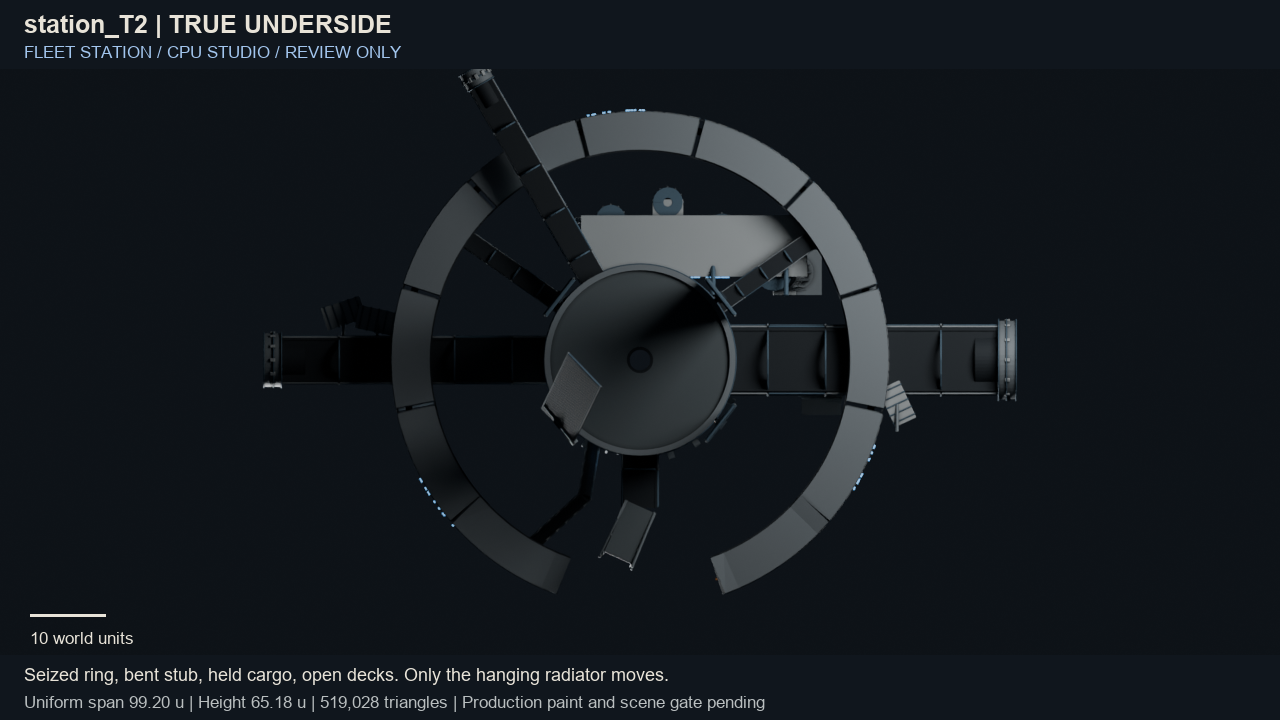 station_T2 | TRUE UNDERSIDE
FLEET STATION / CPU STUDIO / REVIEW ONLY
10 world units
Seized ring, bent stub, held cargo, open decks. Only the hanging radiator moves.
Uniform span 99.20 u | Height 65.18 u | 519,028 triangles | Production paint and scene gate pending